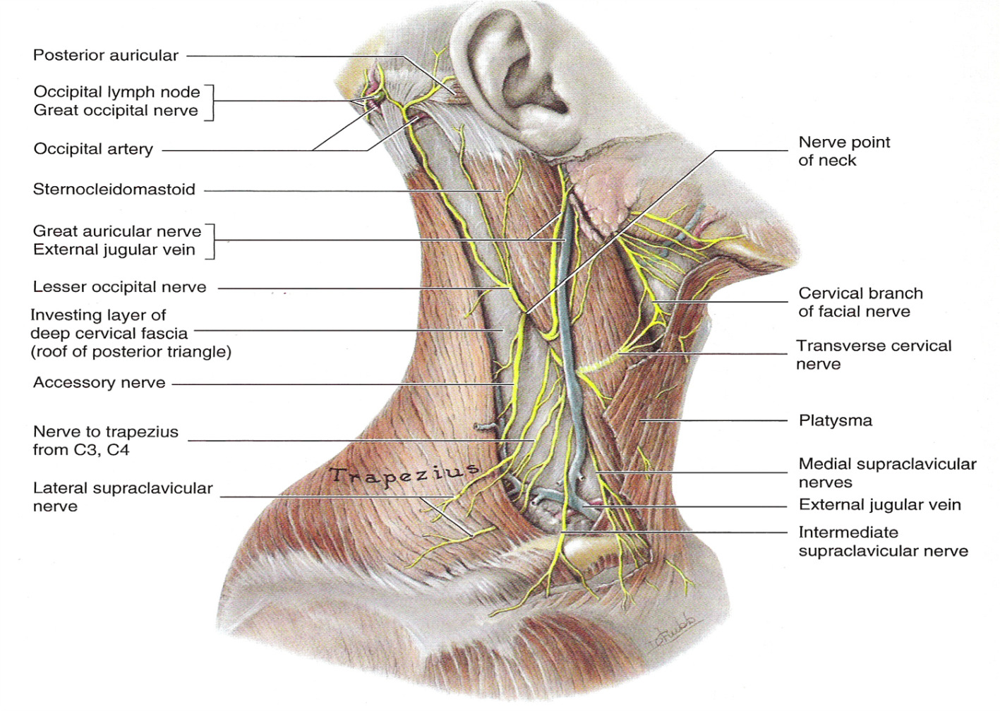 Posterior auricular
Occipital lymph node
Great occipital nerve
Occipital artery
Sternocleidomastoid
Great auricular nerve
External jugular vein
Lesser occipital nerve
Investing layer of
deep cervical fascia
(roof of posterior triangle)
Accessory nerve
Nerve to trapezius
from C3, C4
Lateral supraclavicular
nerve
Trapezius
Nerve point
of neck
Cervical branch
of facial nerve
Transverse cervical
nerve
Platysma
Medial supraclavicular
nerves
External jugular vein
Intermediate
supraclavicular nerve